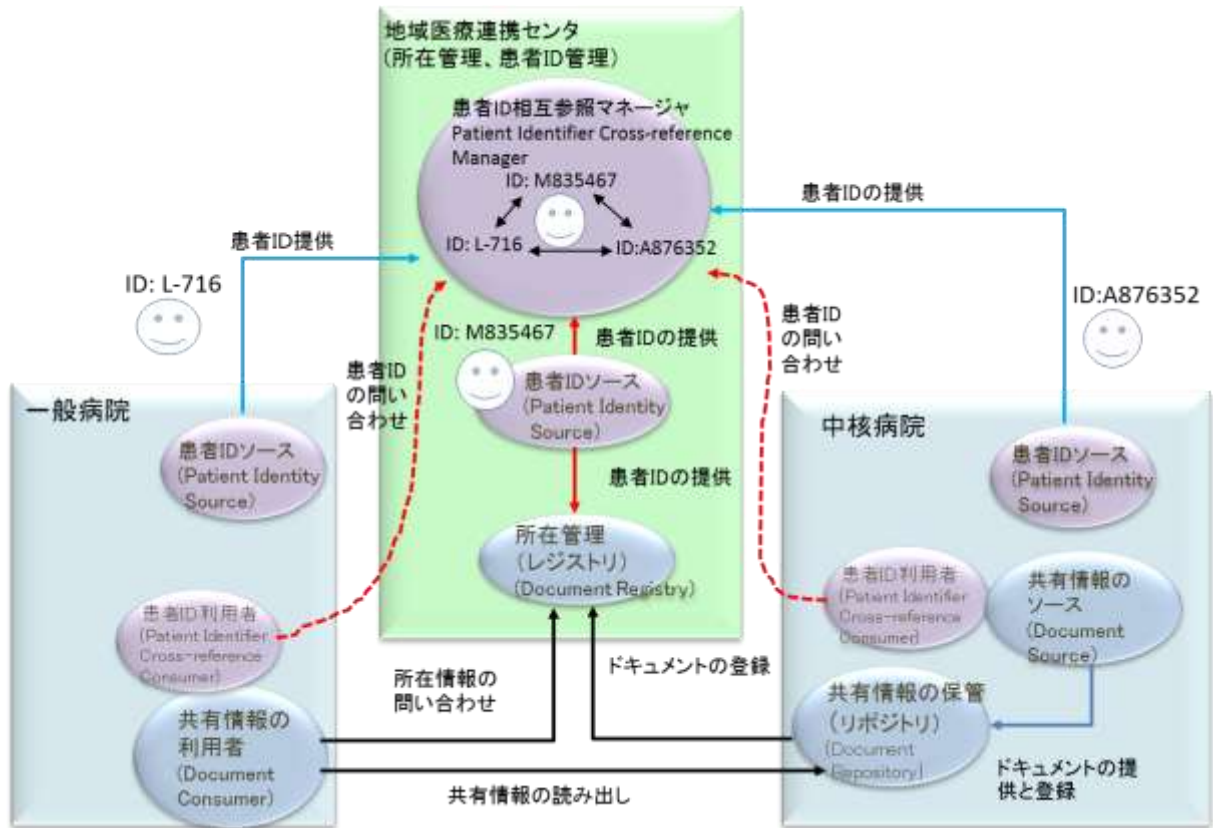 地域医療連携センタ
(所在管理、患者ID管理)
患者ID相互参照マネージャ
Patient Identifier Cross-reference
Manager
ID: M835467
ID: L-716
ID:A876352
患者ID提供
患者IDの提供
ID: L-716
ID:A876352
ID: M835467
患者IDの提供
患者ID
の問い
合わせ
患者ID
の問い
合わせ
患者IDソース
(Patient Identity
Source)
一般病院
中核病院
患者IDソース
(Patient Identity
Source)
患者IDの提供
患者IDソース
(Patient Identity
Source)
所在管理
(レジストリ)
(Document Registry)
患者ID利用者
(Patient Identifier
Cross-reference
Consumer)
共有情報の
ソース
(Document
Source)
患者ID利用者
(Patient Identifier
Cross-reference
Consumer)
所在情報の
問い合わせ
ドキュメントの登録
共有情報の保管
(リポジトリ)
(Document
Repository)
共有情報の
利用者
(Document
Consumer)
共有情報の読み出し
ドキュメントの提
供と登録